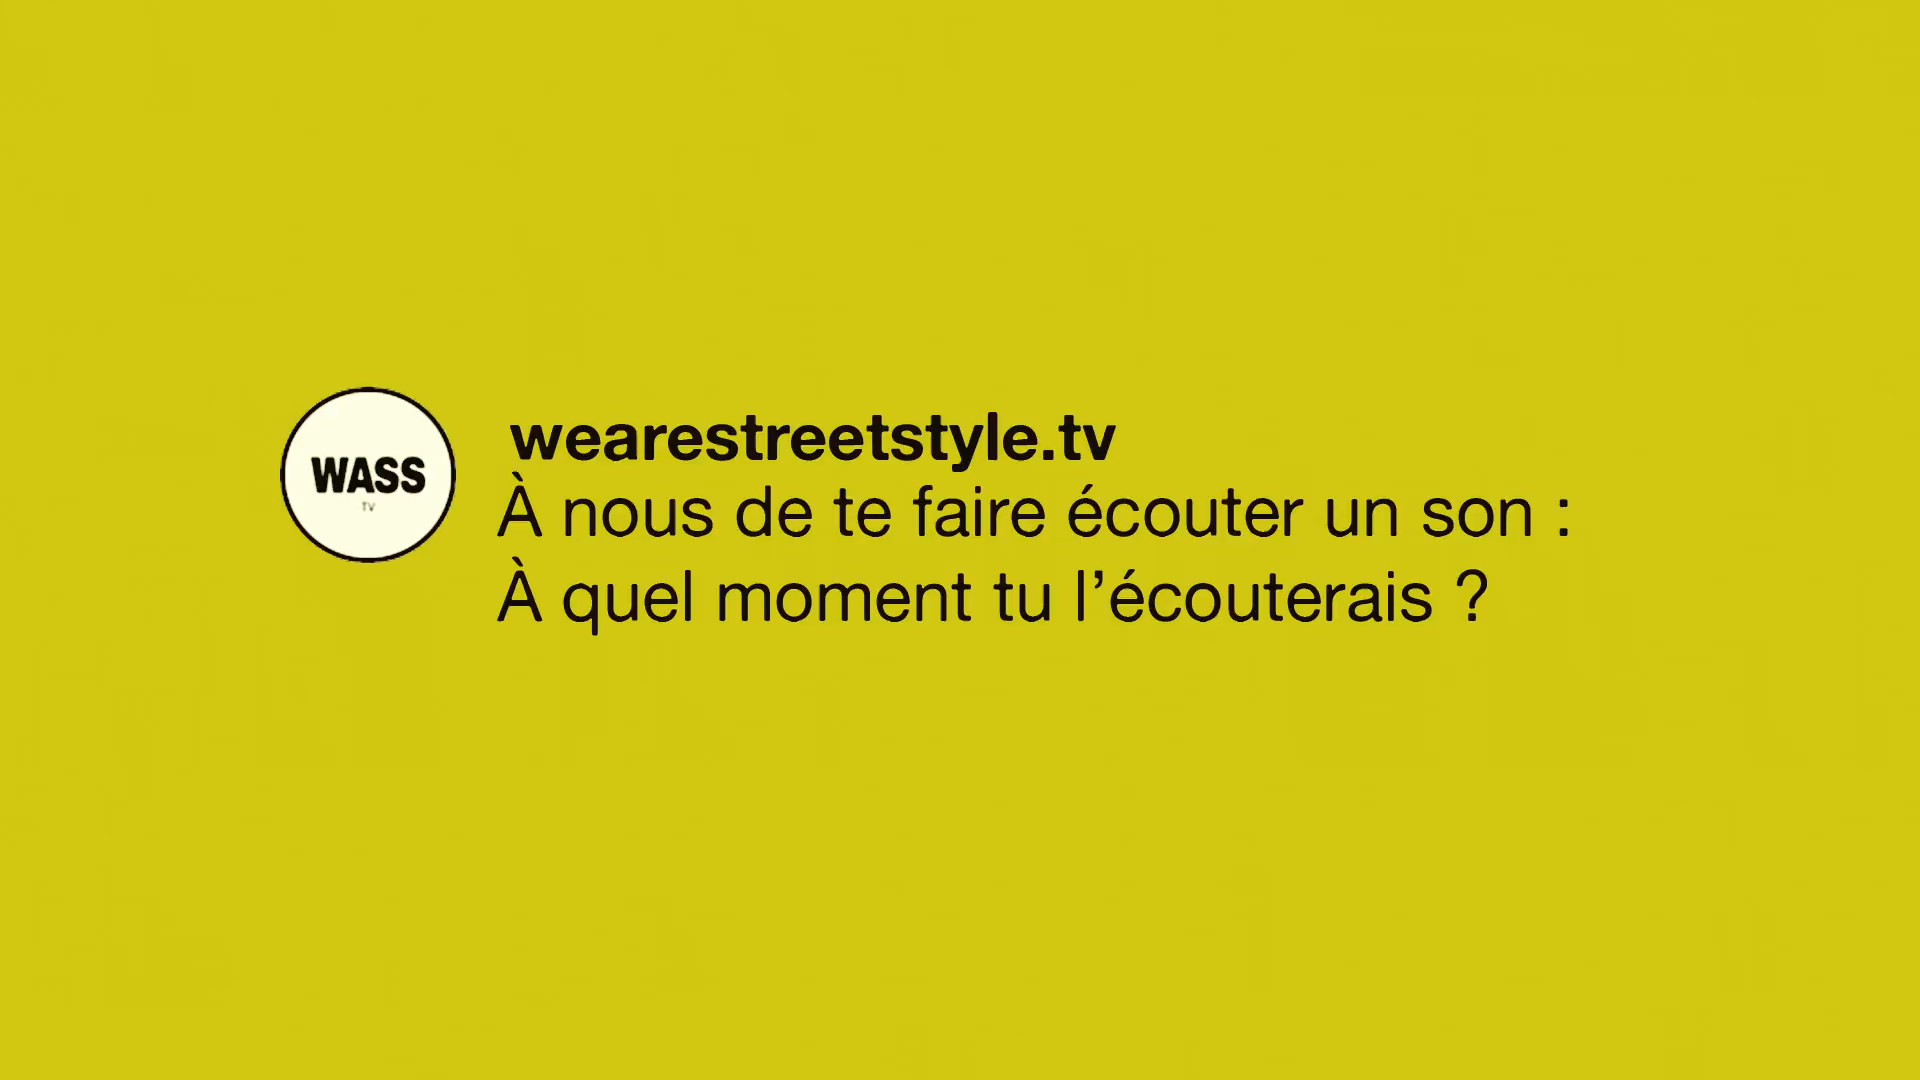 WASS
TV
wearestreetstyle.tv
À nous de te faire écouter un son :
À quel moment tu l’écouterais ?